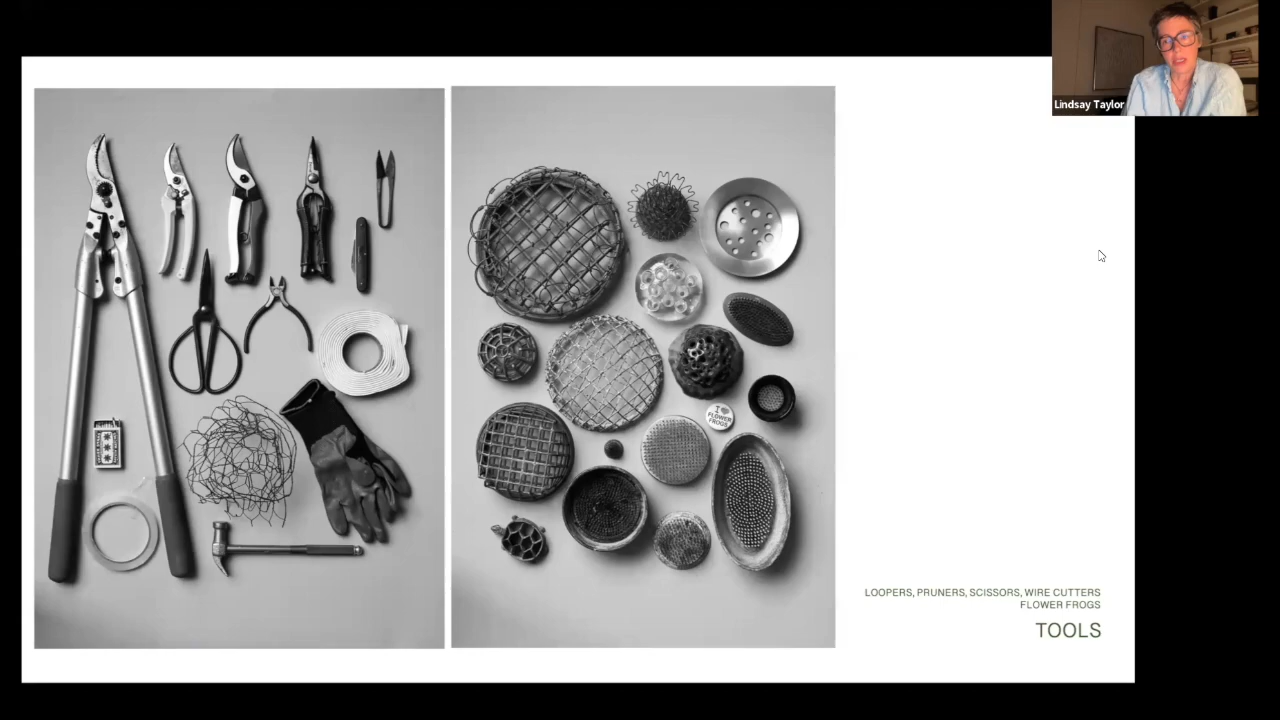 Lindsay Taylor
I
FLOWER
FROGS
LOOPERS, PRUNERS, SCISSORS, WIRE CUTTERS
FLOWER FROGS
TOOLS